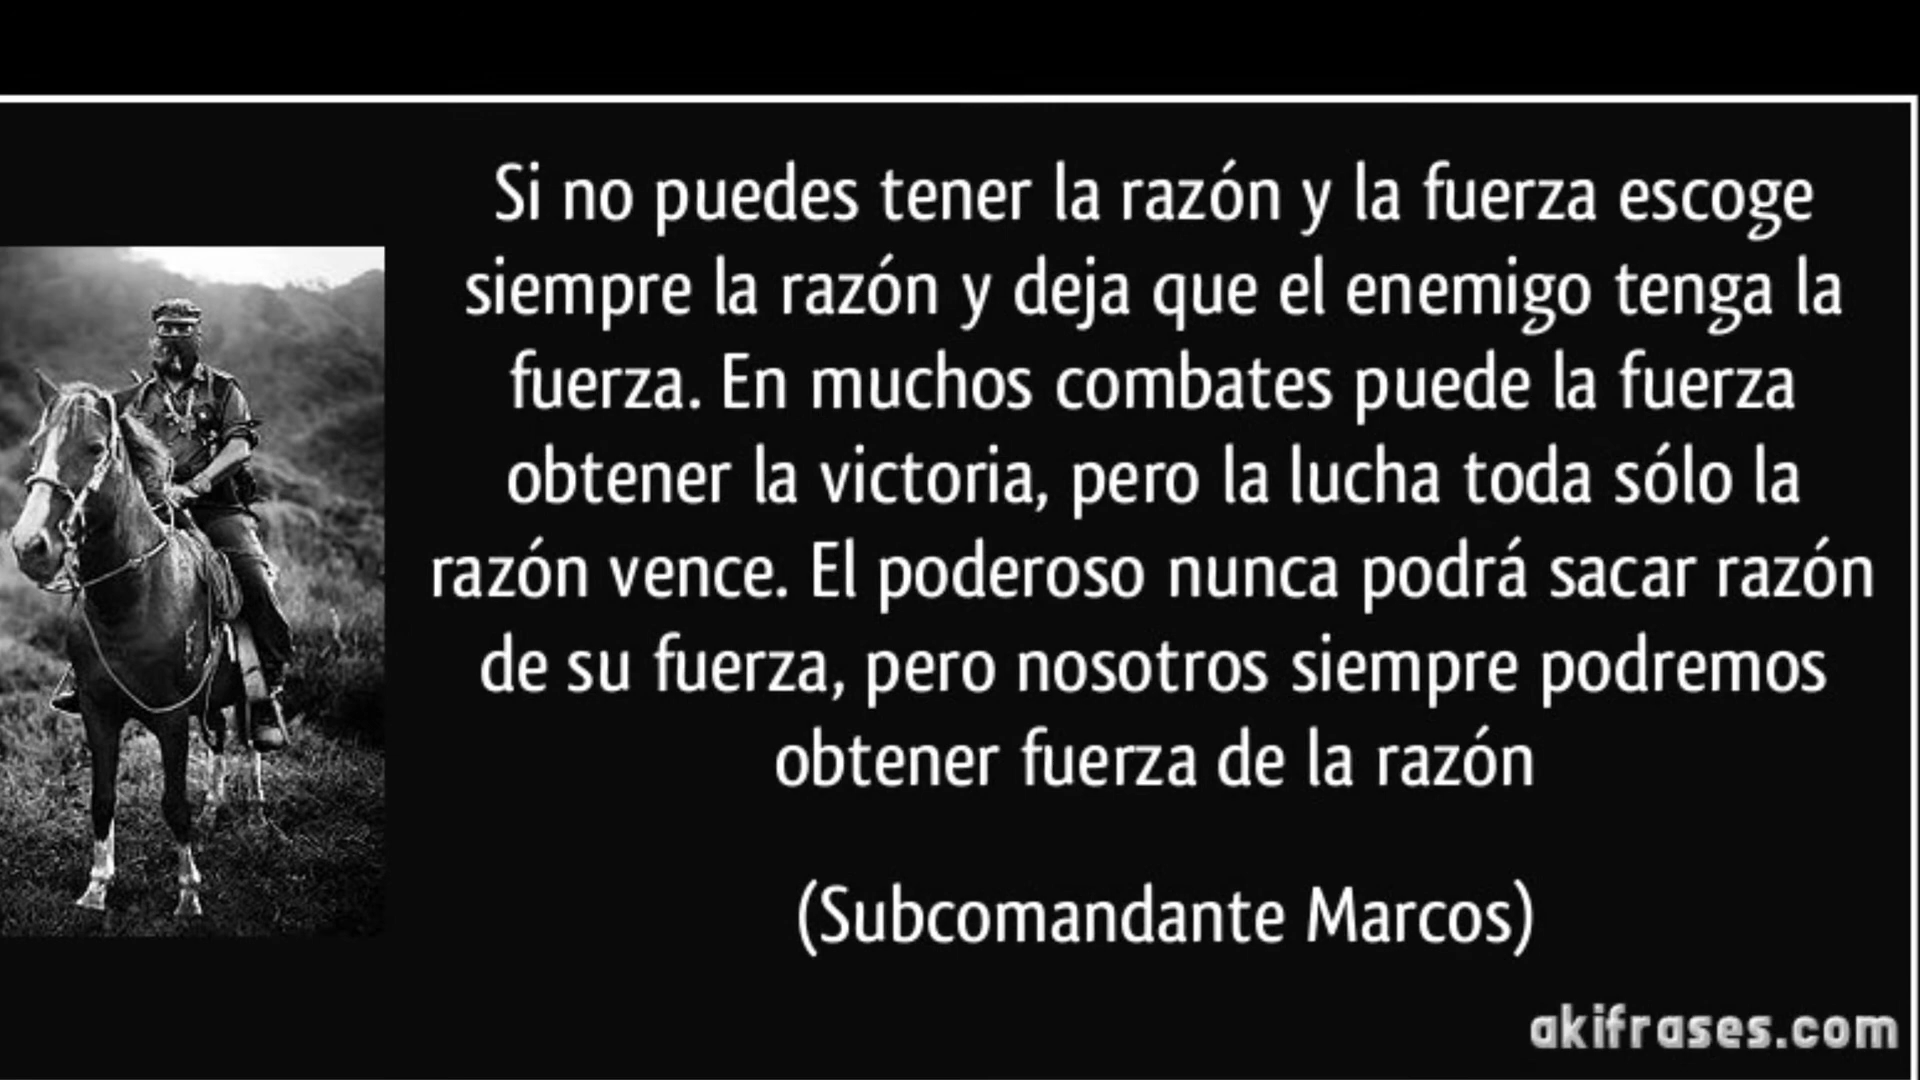 Si no puedes tener la razón y la fuerza escoge
siempre la razón y deja que el enemigo tenga la
fuerza. En muchos combates puede la fuerza
obtener la victoria, pero la lucha toda sólo la
razón vence. El poderoso nunca podrá sacar razón
de su fuerza, pero nosotros siempre podremos
obtener fuerza de la razón
(Subcomandante Marcos)
akifrases.com